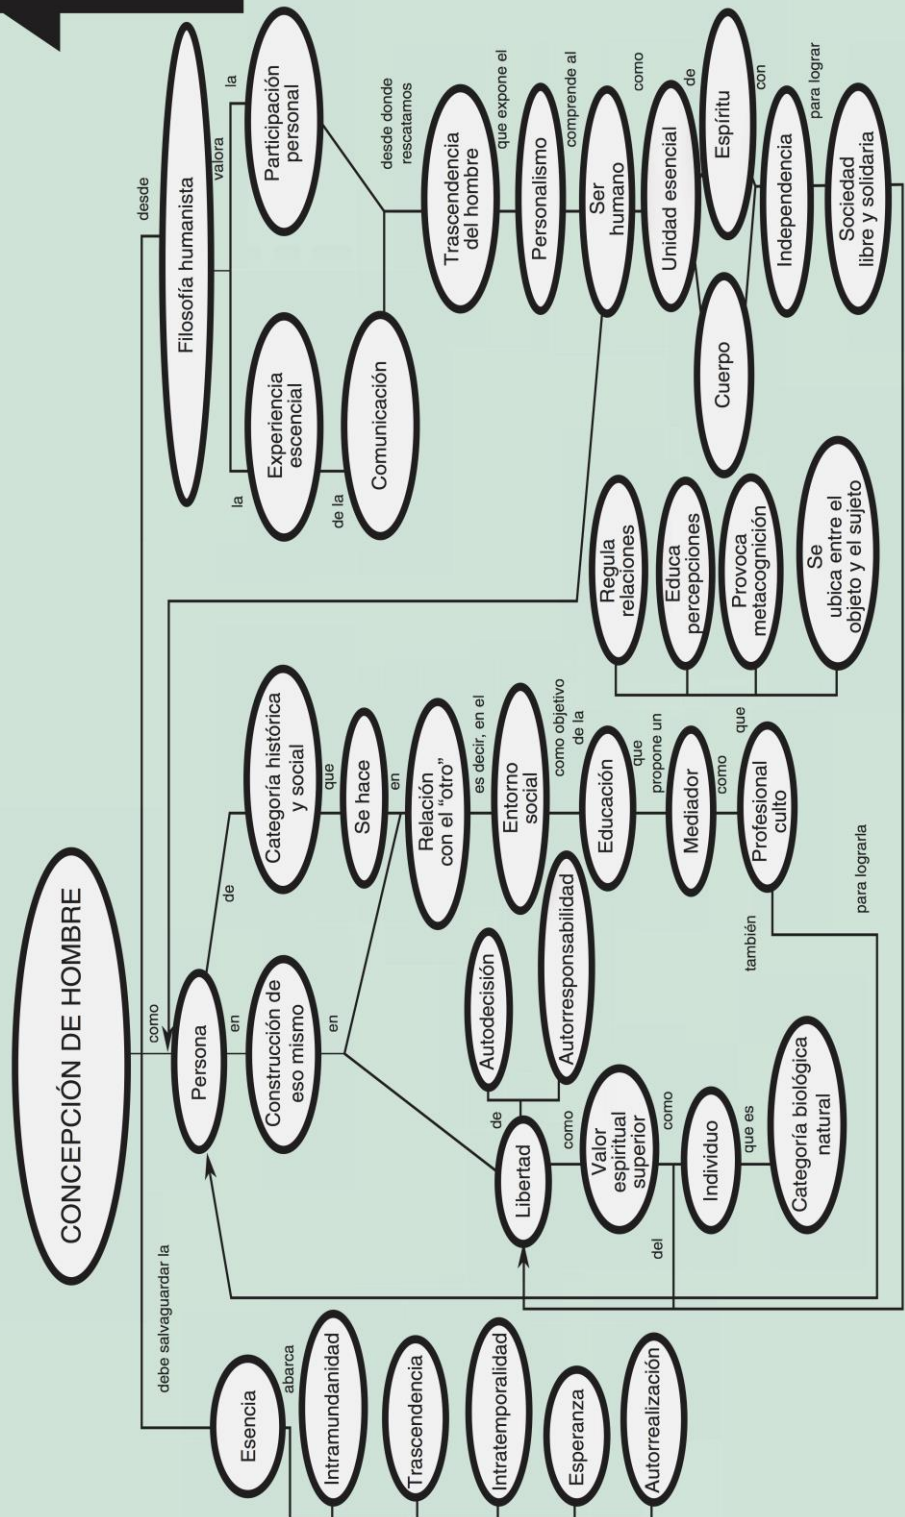 CONCEPCIÓN DE HOMBRE
debe salvaguardar la
como
desde
Esencia
abarca
Intramundanidad
Trascendencia
Intratemporalidad
Esperanza
Autorrealización
Persona
en
de
Construcción de
eso mismo
en
Libertad
de
Autodecisión
Autorresponsabilidad
como
Valor
espiritual
superior
como
del
Individuo
que es
Categoría biológica
natural
Categoría histórica
y social
que
Se hace
en
Relación
con el "otro"
es decir, en el
Entorno
social
como objetivo
de la
Educación
que
propone un
Mediador
como
Profesional
culto
que
también
para lograrla
Regula
relaciones
Educa
percepciones
Provoca
metacognición
Se
ubica entre el
objeto y el sujeto
Filosofía humanista
valora
la
la
Experiencia
escencial
de la
Comunicación
Participación
personal
desde donde
rescatamos
Trascendencia
del hombre
que expone el
Personalismo
comprende al
Ser
humano
como
Unidad esencial
de
Cuerpo
Espíritu
con
Independencia
para lograr
Sociedad
libre y solidaria